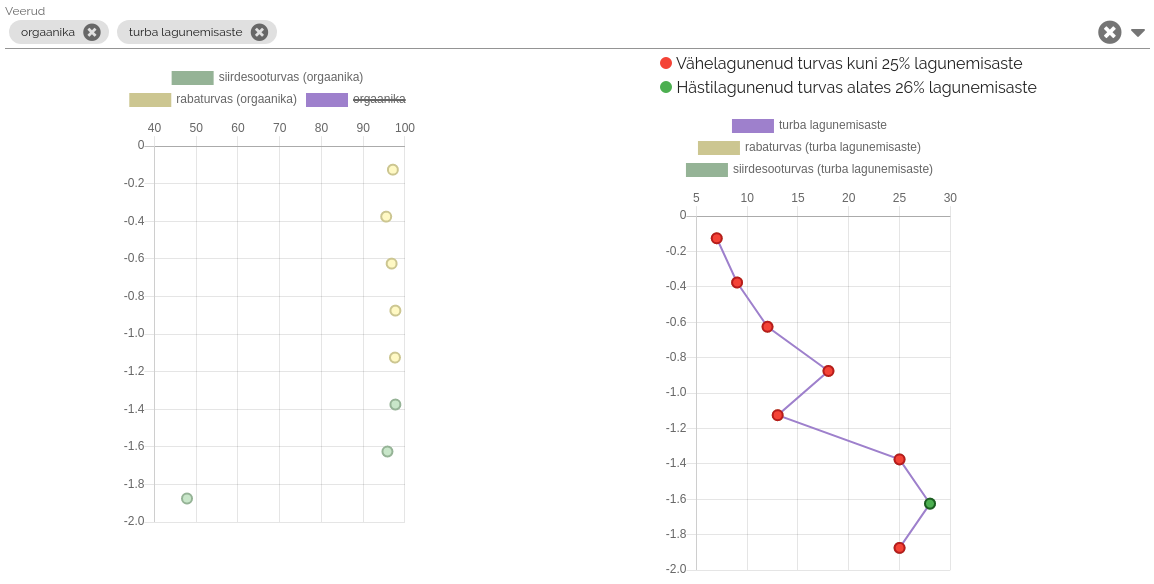 Veerud
orgaanika
turba lagunemisaste
siirdesooturvas (orgaanika)
rabaturvas (orgaanika) orgaanika
40 50 60 70 80 90 100
0
-0.2
-0.4
-0.6
-0.8
-1.0
-1.2
-1.4
-1.6
-1.8
-2.0
Vähelagunenud turvas kuni 25% lagunemisaste
Hästilagunenud turvas alates 26% lagunemisaste
turba lagunemisaste
rabaturvas (turba lagunemisaste)
siirdesooturvas (turba lagunemisaste)
5 10 15 20 25 30
0
-0.2
-0.4
-0.6
-0.8
-1.0
-1.2
-1.4
-1.6
-1.8
-2.0